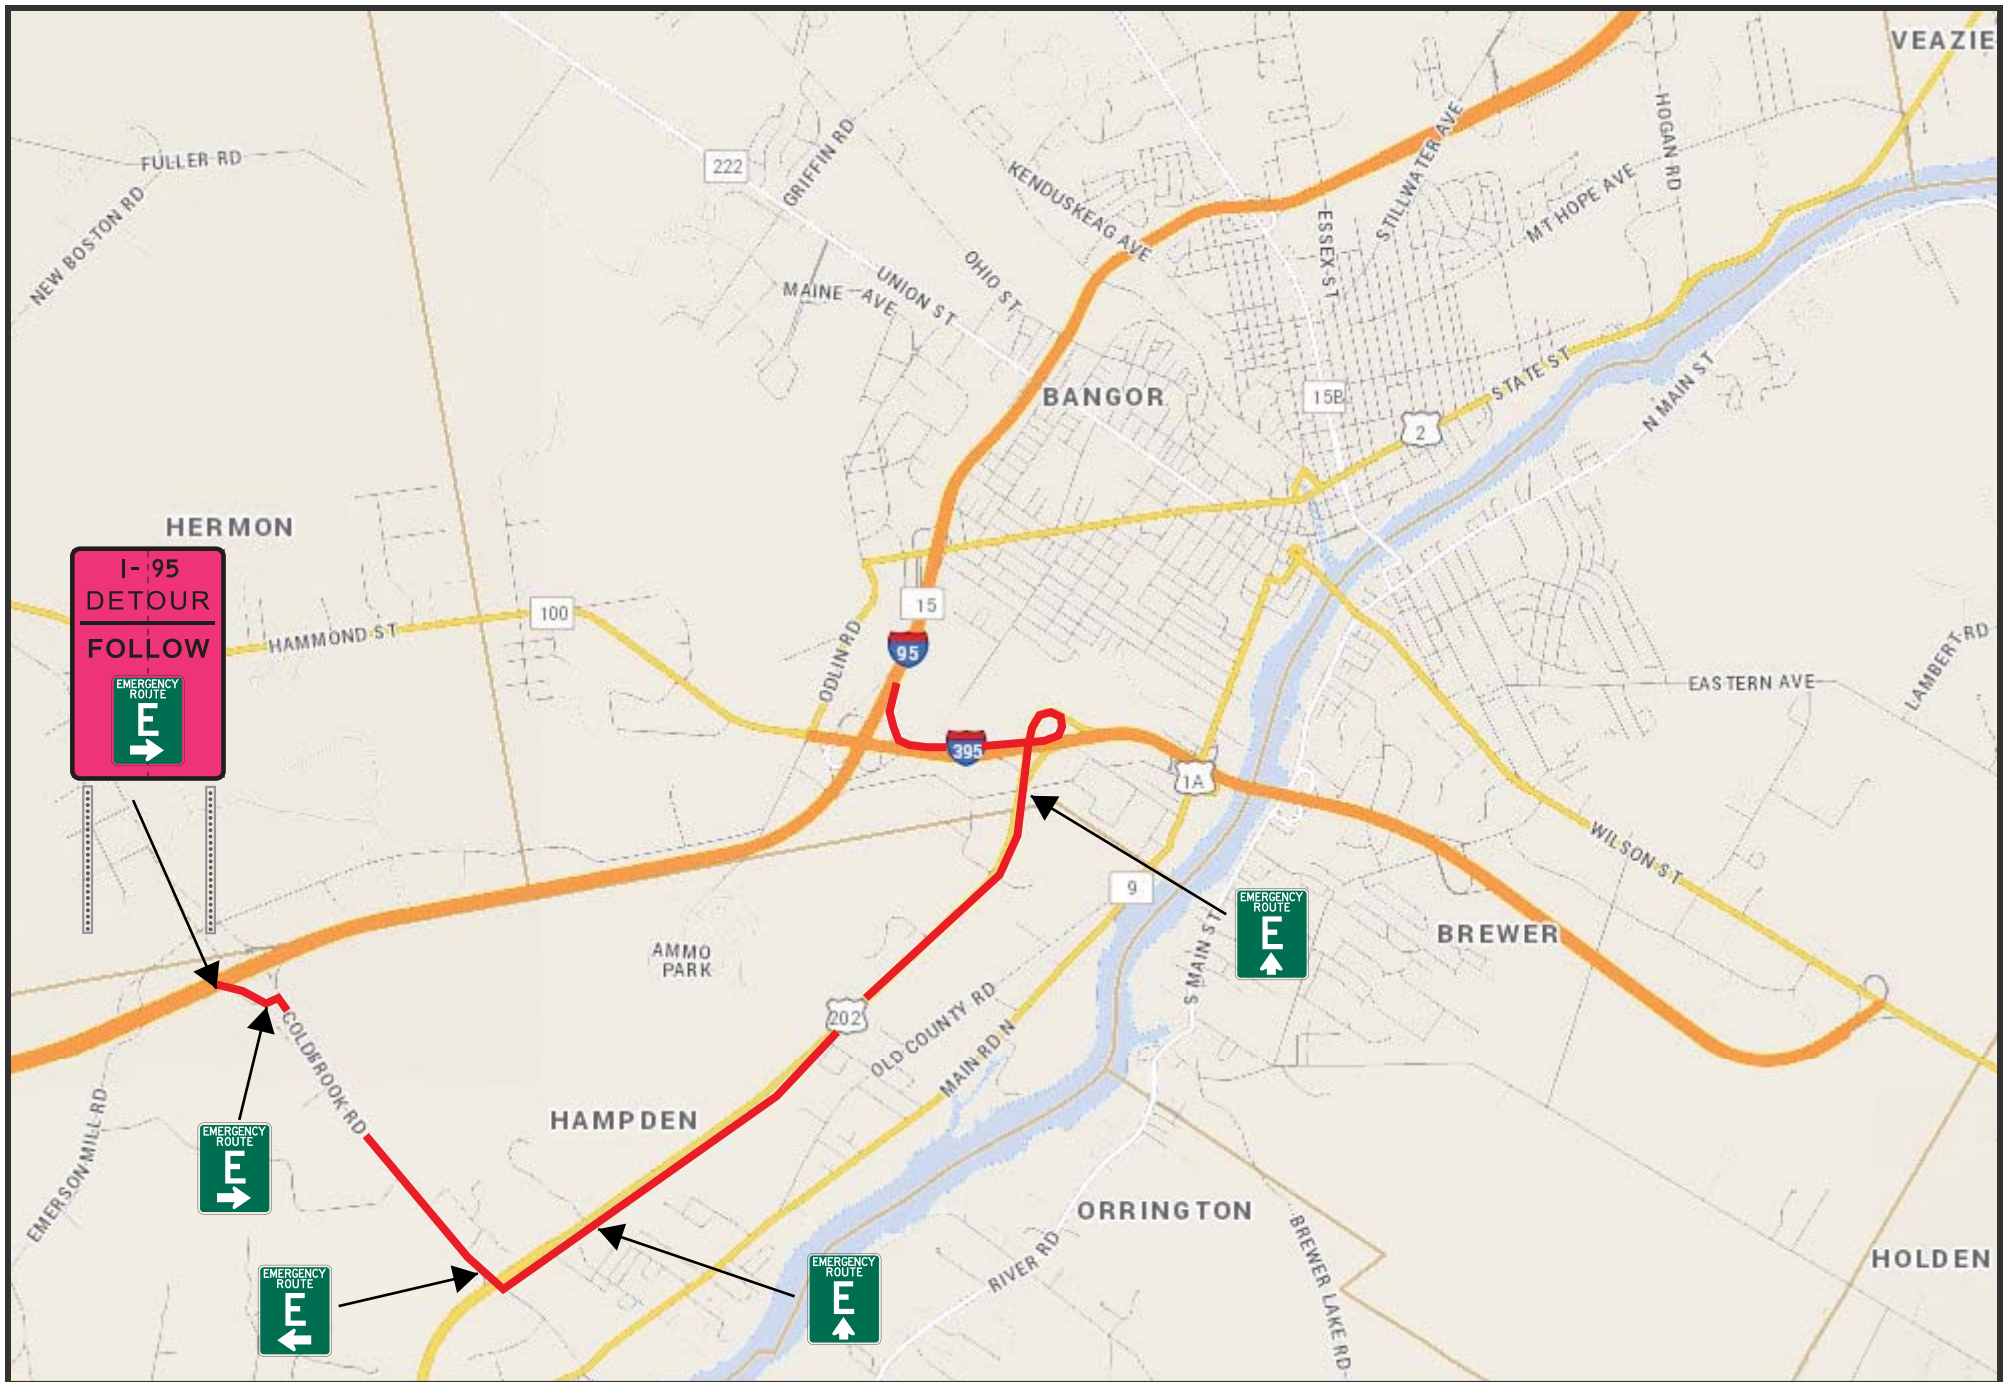 VEAZIE
FULLER RD
NEW BOSTON RD
222
GRIFFIN RD
KENDUSKEAG AVE
STILLWATER AVE
HOGAN RD
MT HOPE AVE
ESSEX ST
OHIO ST
UNION ST
MAINE AVE
BANGOR
15B
2
STATE ST
N MAIN ST
HERMON
I-95
DETOUR
FOLLOW
EMERGENCY
ROUTE
E
HAMMOND ST
100
15
95
ODLIN RD
395
1A
EASTERN AVE
LAMBERT RD
WILSON ST
9
EMERGENCY
ROUTE
E
BREWER
S MAIN ST
AMMO
PARK
202
OLD COUNTY RD
MAIN RD N
COLDBROOK RD
EMERSON MILL RD
HAMPDEN
EMERGENCY
ROUTE
E
ORRINGTON
RIVER RD
BREWER LAKE RD
HOLDEN
EMERGENCY
ROUTE
E
EMERGENCY
ROUTE
E